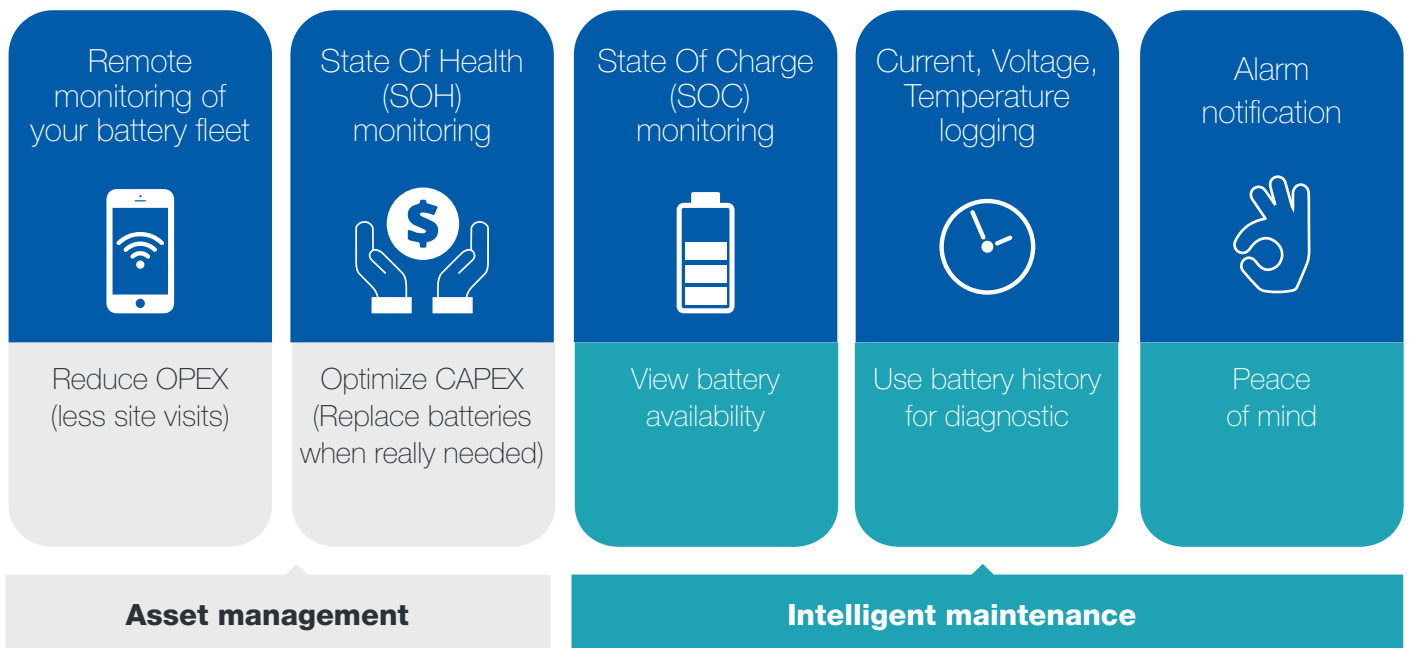 Remote
monitoring of
your battery fleet
State Of Health
(SOH)
monitoring
State Of Charge
(SOC)
monitoring
Current, Voltage,
Temperature
logging
Alarm
notification
$
Reduce OPEX
(less site visits)
Optimize CAPEX
(Replace batteries
when really needed)
View battery
availability
Use battery history
for diagnostic
Peace
of mind
Asset management
Intelligent maintenance